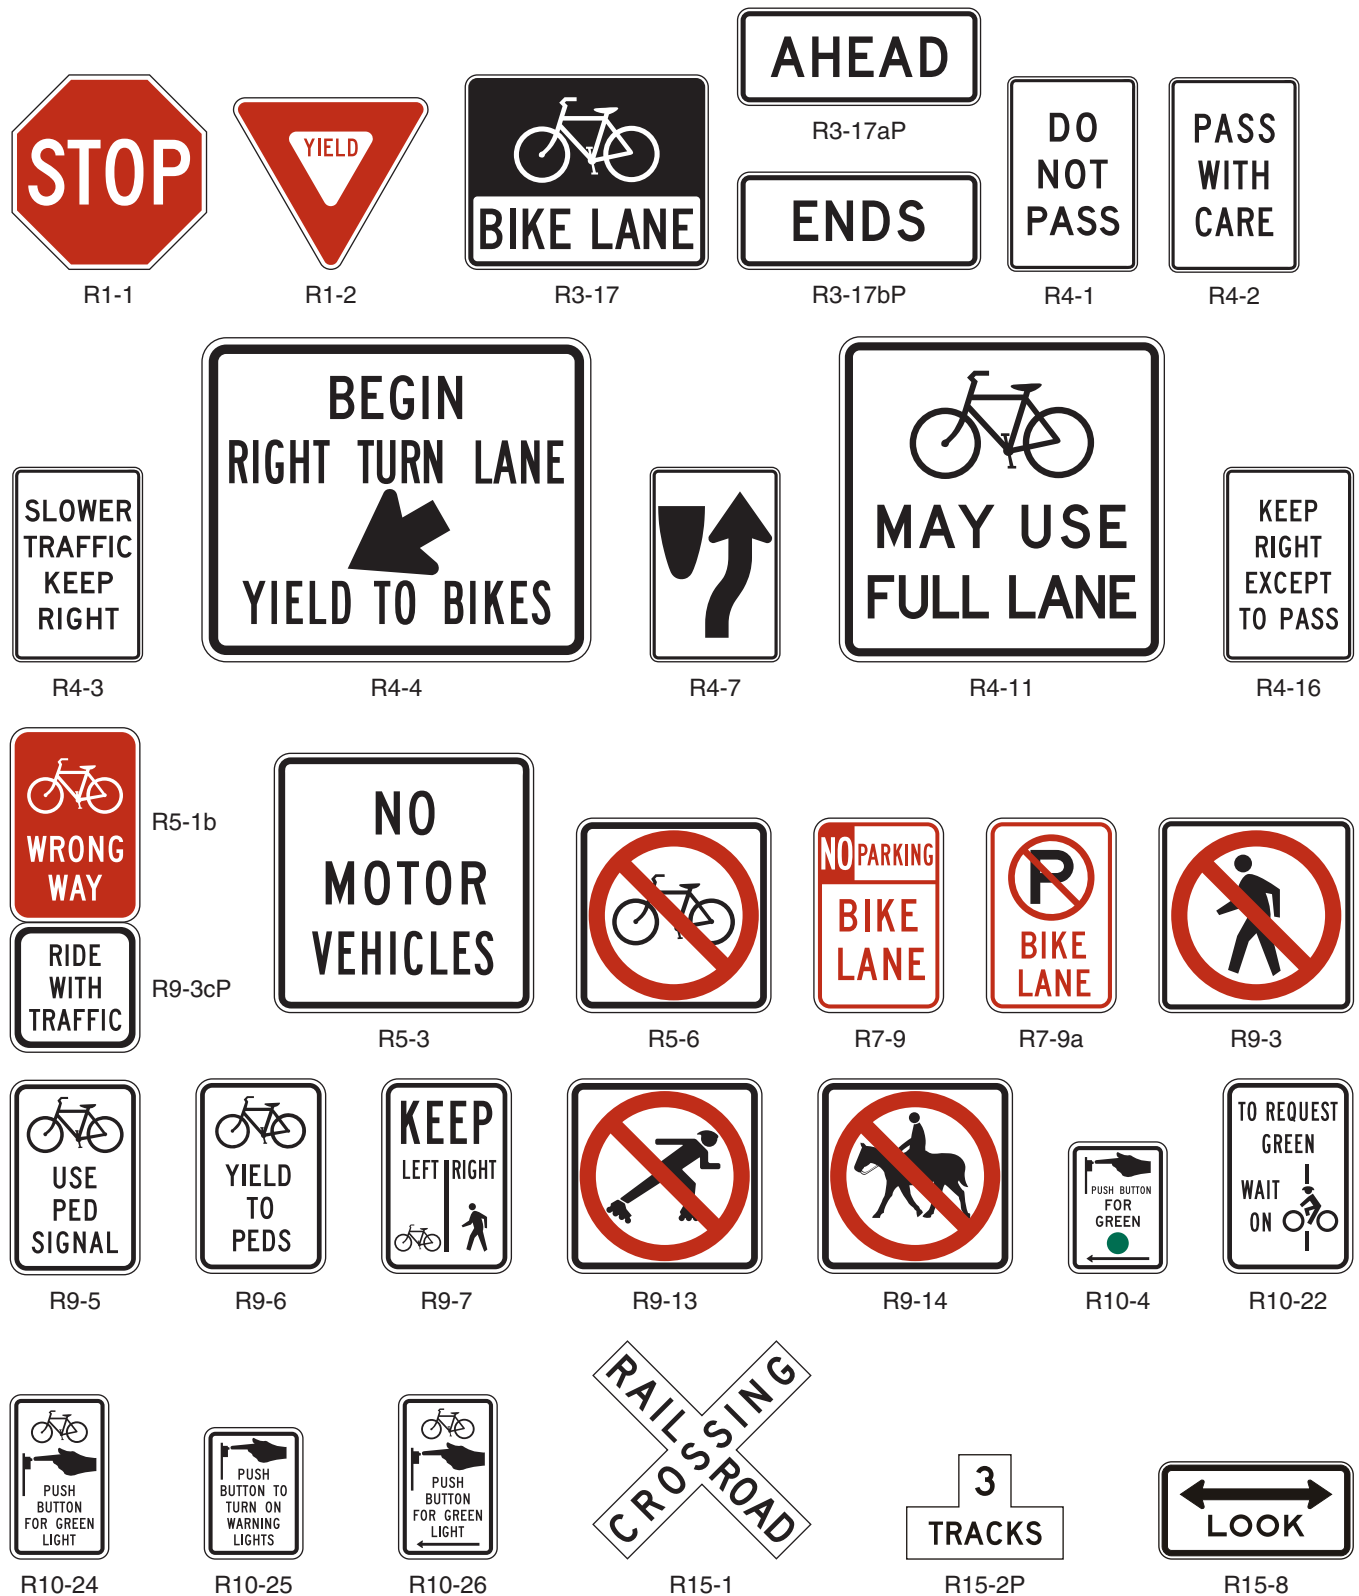 STOP
R1-1
YIELD
R1-2
BIKE LANE
R3-17
AHEAD
R3-17aP
ENDS
R3-17bP
DO
NOT
PASS
R4-1
PASS
WITH
CARE
R4-2
SLOWER
TRAFFIC
KEEP
RIGHT
R4-3
BEGIN
RIGHT TURN LANE
YIELD TO BIKES
R4-4
R4-7
MAY USE
FULL LANE
R4-11
KEEP
RIGHT
EXCEPT
TO PASS
R4-16
WRONG
WAY
R5-1b
RIDE
WITH
TRAFFIC
R9-3cP
NO
MOTOR
VEHICLES
R5-3
R5-6
NO PARKING
BIKE
LANE
R7-9
P
BIKE
LANE
R7-9a
R9-3
USE
PED
SIGNAL
R9-5
YIELD
TO
PEDS
R9-6
KEEP
LEFT RIGHT
R9-7
R9-13
R9-14
PUSH BUTTON
FOR
GREEN
R10-4
TO REQUEST
GREEN
WAIT
ON
R10-22
PUSH
BUTTON
FOR GREEN
LIGHT
R10-24
PUSH
BUTTON TO
TURN ON
WARNING
LIGHTS
R10-25
PUSH
BUTTON
FOR GREEN
LIGHT
R10-26
RAILROAD
CROSSING
R15-1
3
TRACKS
R15-2P
LOOK
R15-8